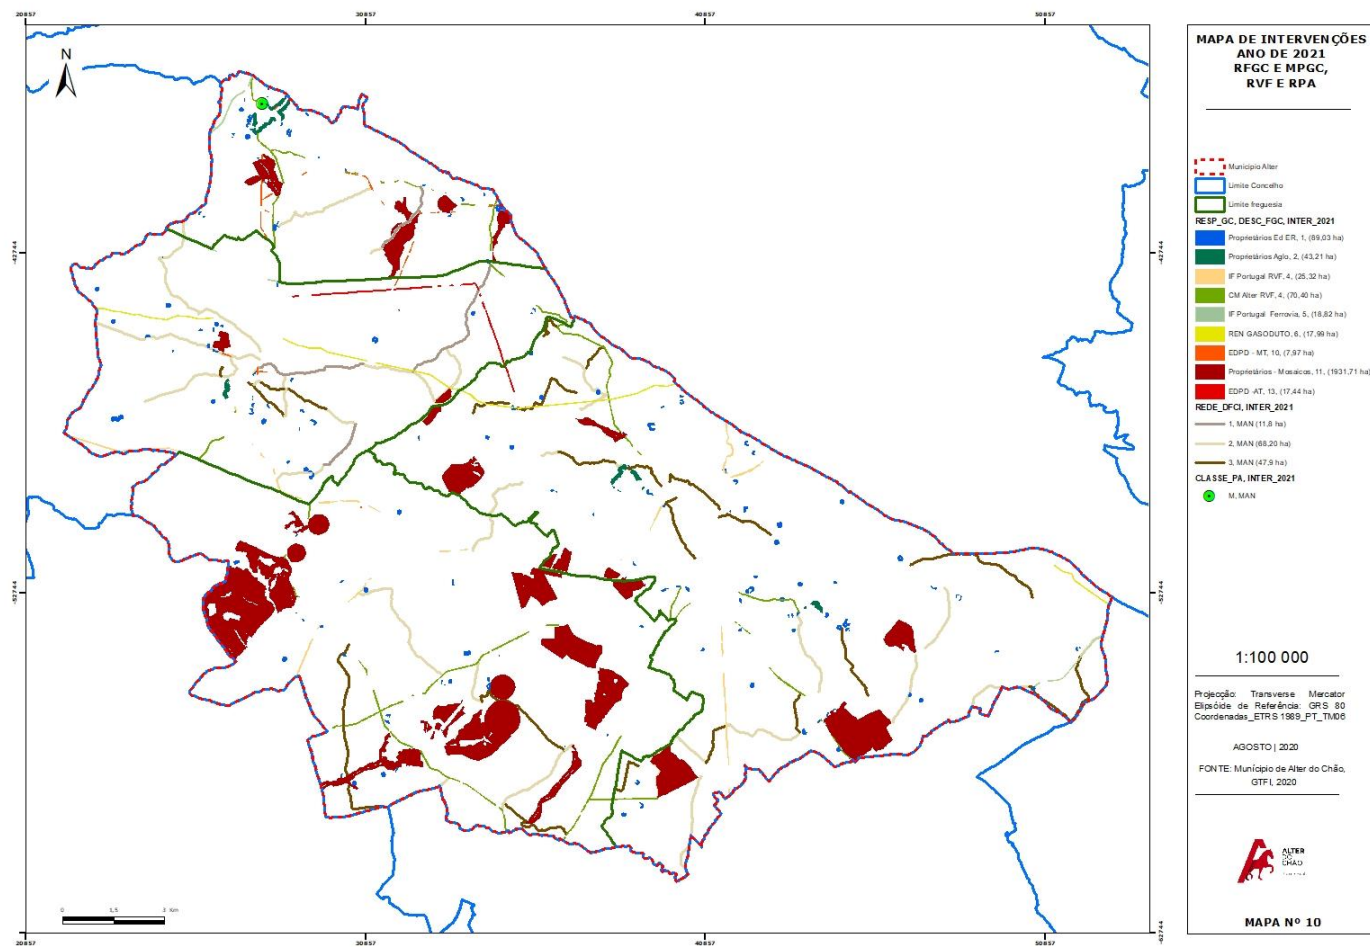 20857
30857
40857
50857
N
-42744
-42744
-52744
-52744
-62744
-62744
0 1,5 3 Km
20857
30857
40857
50857
MAPA DE INTERVENÇÕES
ANO DE 2021
RFGC E MPGC,
RVF E RPA
Município Alter
Limite Concelho
Limite freguesia
RESP_GC, DESC_FGC, INTER_2021
Proprietários Ed ER, 1, (89,03 ha)
Proprietários Aglo, 2, (43,21 ha)
IF Portugal RVF, 4, (25,32 ha)
CM Alter RVF, 4, (70,40 ha)
IF Portugal Ferrovia, 5, (18,82 ha)
REN GASODUTO, 6, (17,99 ha)
EDPD - MT, 10, (7,97 ha)
Proprietários - Mosaicos, 11, (1931,71 ha)
EDPD -AT, 13, (17,44 ha)
REDE_DFCI, INTER_2021
1, MAN (11,8 ha)
2, MAN (68,20 ha)
3, MAN (47,9 ha)
CLASSE_PA, INTER_2021
M, MAN
1:100 000
Projecção: Transverse Mercator
Elipsóide de Referência: GRS 80
Coordenadas_ETRS 1989_PT_TM06
AGOSTO | 2020
FONTE: Município de Alter do Chão,
GTFI, 2020
ALTER
DO
CHÃO
MAPA Nº 10